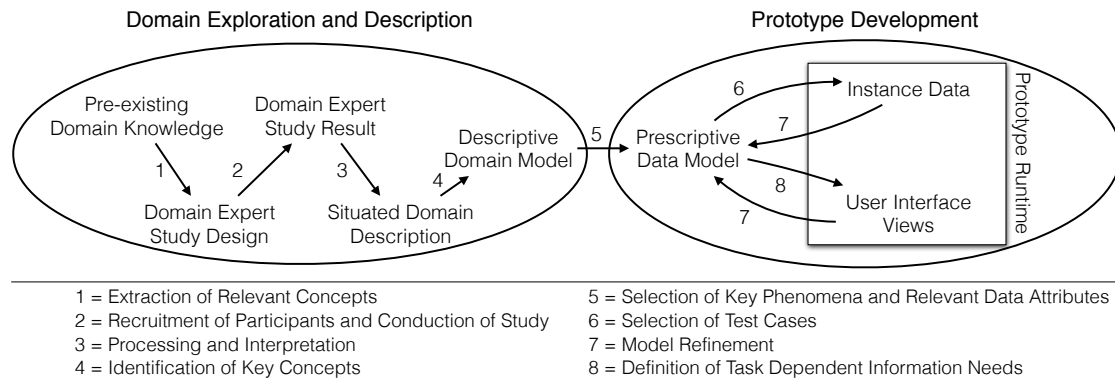 Domain Exploration and Description
Prototype Development
Pre-existing
Domain Knowledge
1
Domain Expert
Study Design
2
Domain Expert
Study Result
3
Situated Domain
Description
4
Descriptive
Domain Model
5
Prescriptive
Data Model
6
Instance Data
7
8
User Interface
Views
7
Prototype Runtime
1 = Extraction of Relevant Concepts
2 = Recruitment of Participants and Conduction of Study
3 = Processing and Interpretation
4 = Identification of Key Concepts
5 = Selection of Key Phenomena and Relevant Data Attributes
6 = Selection of Test Cases
7 = Model Refinement
8 = Definition of Task Dependent Information Needs